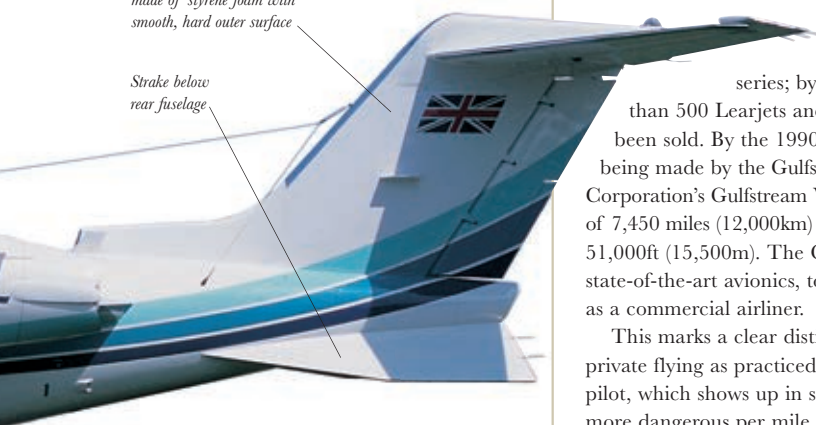 made of styrene foam with
smooth, hard outer surface
Strake below
rear fuselage
series; by
than 500 Learjets and
been sold. By the 1990
being made by the Gulfs
Corporation's Gulfstream V
of 7,450 miles (12,000km)
51,000ft (15,500m). The G
state-of-the-art avionics, to
as a commercial airliner.
This marks a clear dist
private flying as practiced
pilot, which shows up in s
more dangerous per mile